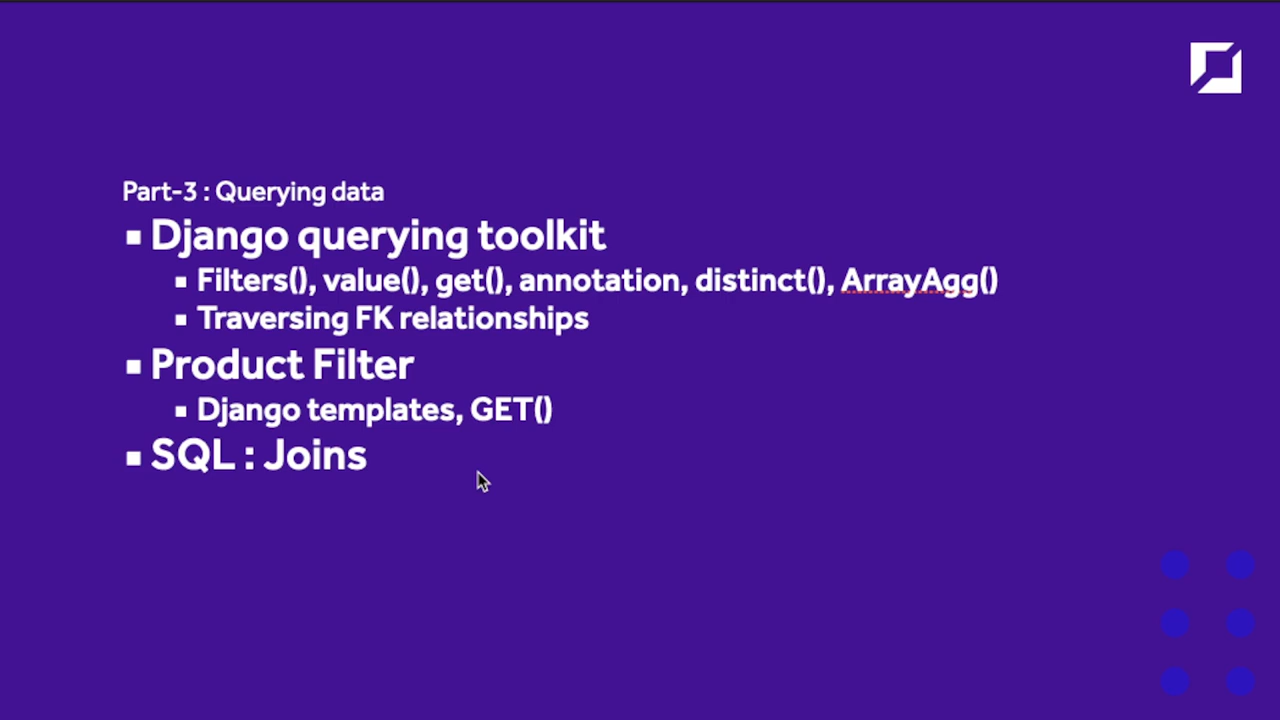 Part-3 : Querying data
▪ Django querying toolkit
▪ Filters(), value(), get(), annotation, distinct(), ArrayAgg()
▪ Traversing FK relationships
▪ Product Filter
▪ Django templates, GET()
▪ SQL : Joins